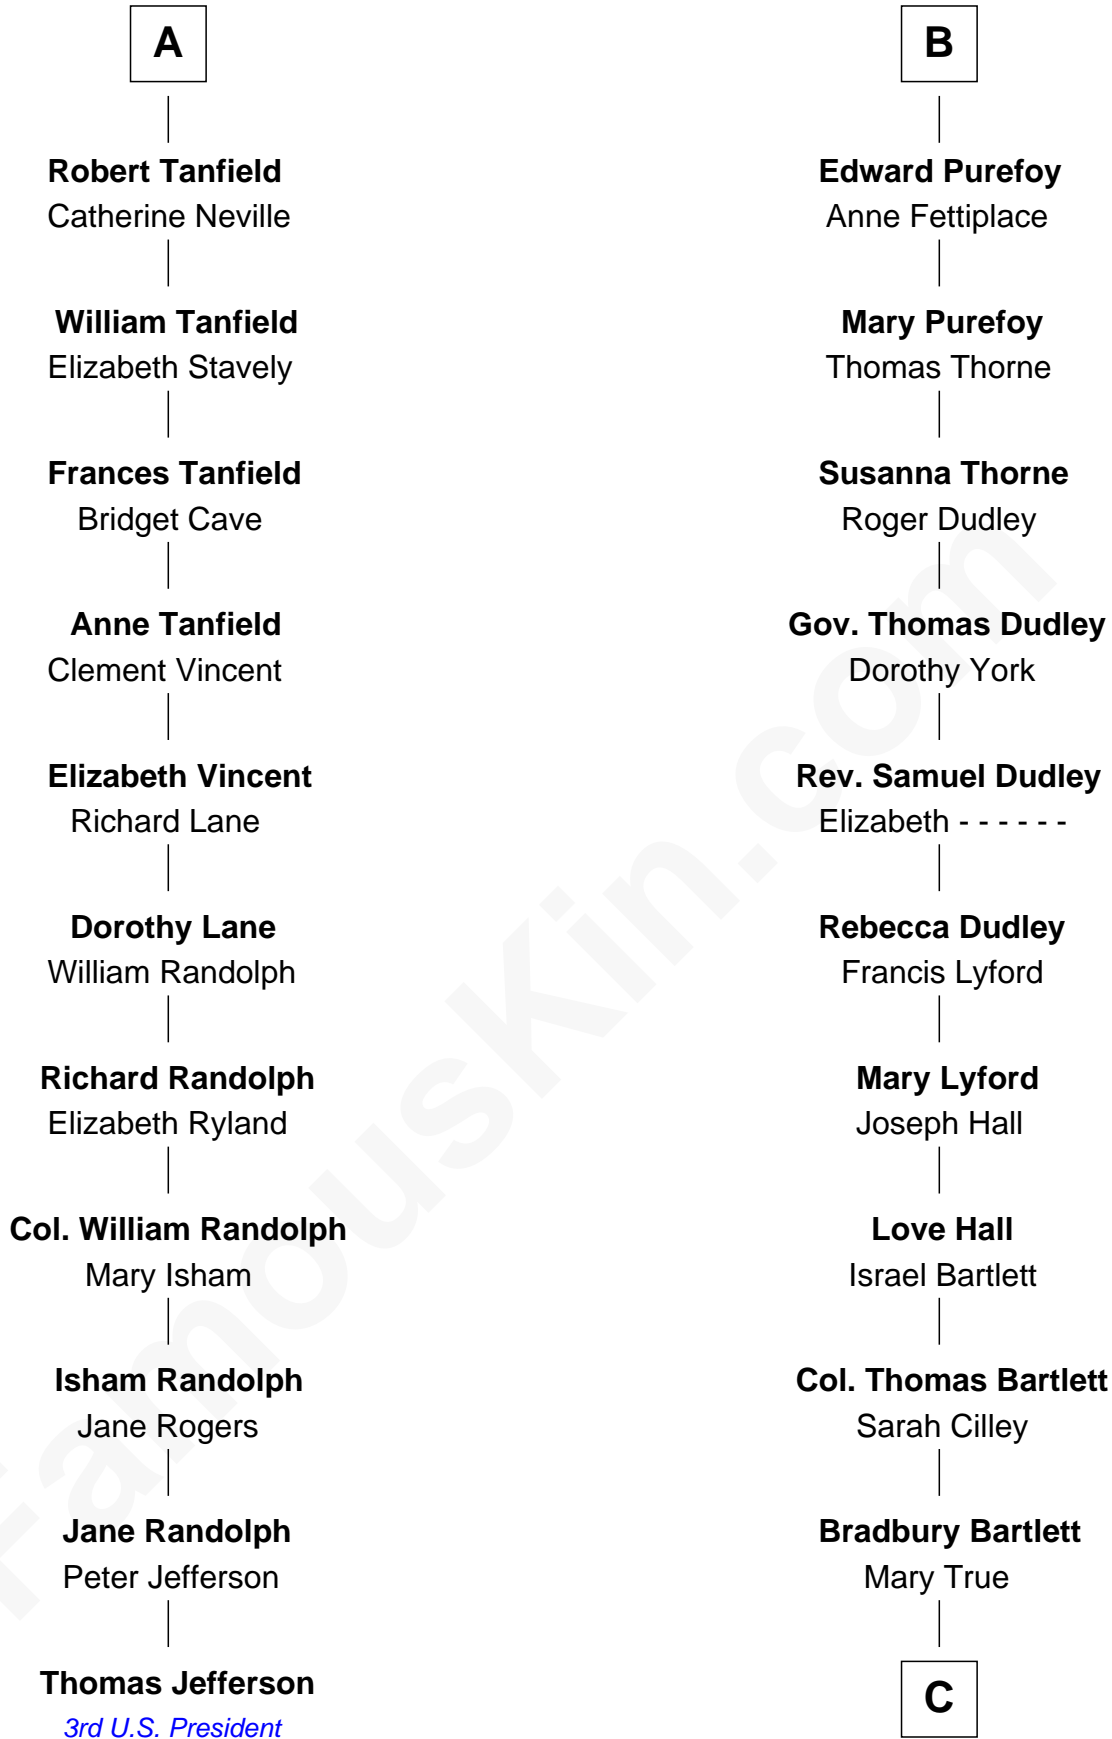 A
Robert Tanfield
Catherine Neville
William Tanfield
Elizabeth Stavely
Frances Tanfield
Bridget Cave
Anne Tanfield
Clement Vincent
Elizabeth Vincent
Richard Lane
Dorothy Lane
William Randolph
Richard Randolph
Elizabeth Ryland
Col. William Randolph
Mary Isham
Isham Randolph
Jane Rogers
Jane Randolph
Peter Jefferson
Thomas Jefferson
3rd U.S. President
B
Edward Purefoy
Anne Fettiplace
Mary Purefoy
Thomas Thorne
Susanna Thorne
Roger Dudley
Gov. Thomas Dudley
Dorothy York
Rev. Samuel Dudley
Elizabeth - - - - - -
Rebecca Dudley
Francis Lyford
Mary Lyford
Joseph Hall
Love Hall
Israel Bartlett
Col. Thomas Bartlett
Sarah Cilley
Bradbury Bartlett
Mary True
C
FamousKin.com